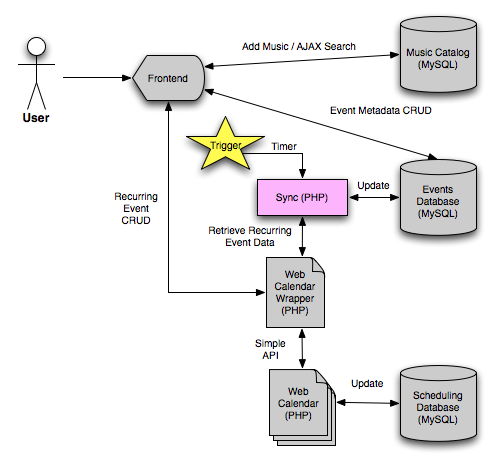 Add Music / AJAX Search
Music Catalog
(MySQL)
Frontend
User
Event Metadata CRUD
Trigger
Timer
Recurring
Event
CRUD
Sync (PHP)
Update
Events
Database
(MySQL)
Retrieve Recurring
Event Data
Web
Calendar
Wrapper
(PHP)
Simple
API
Web
Calendar
(PHP)
Update
Scheduling
Database
(MySQL)